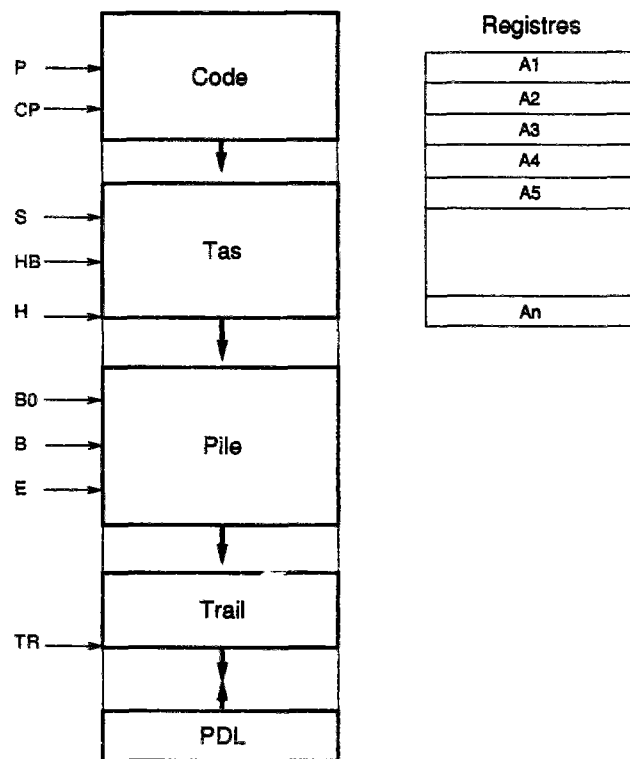 P
CP
Code
S
HB
H
Tas
B0
B
E
Pile
Trail
TR
PDL
Registres
A1
A2
A3
A4
A5
An